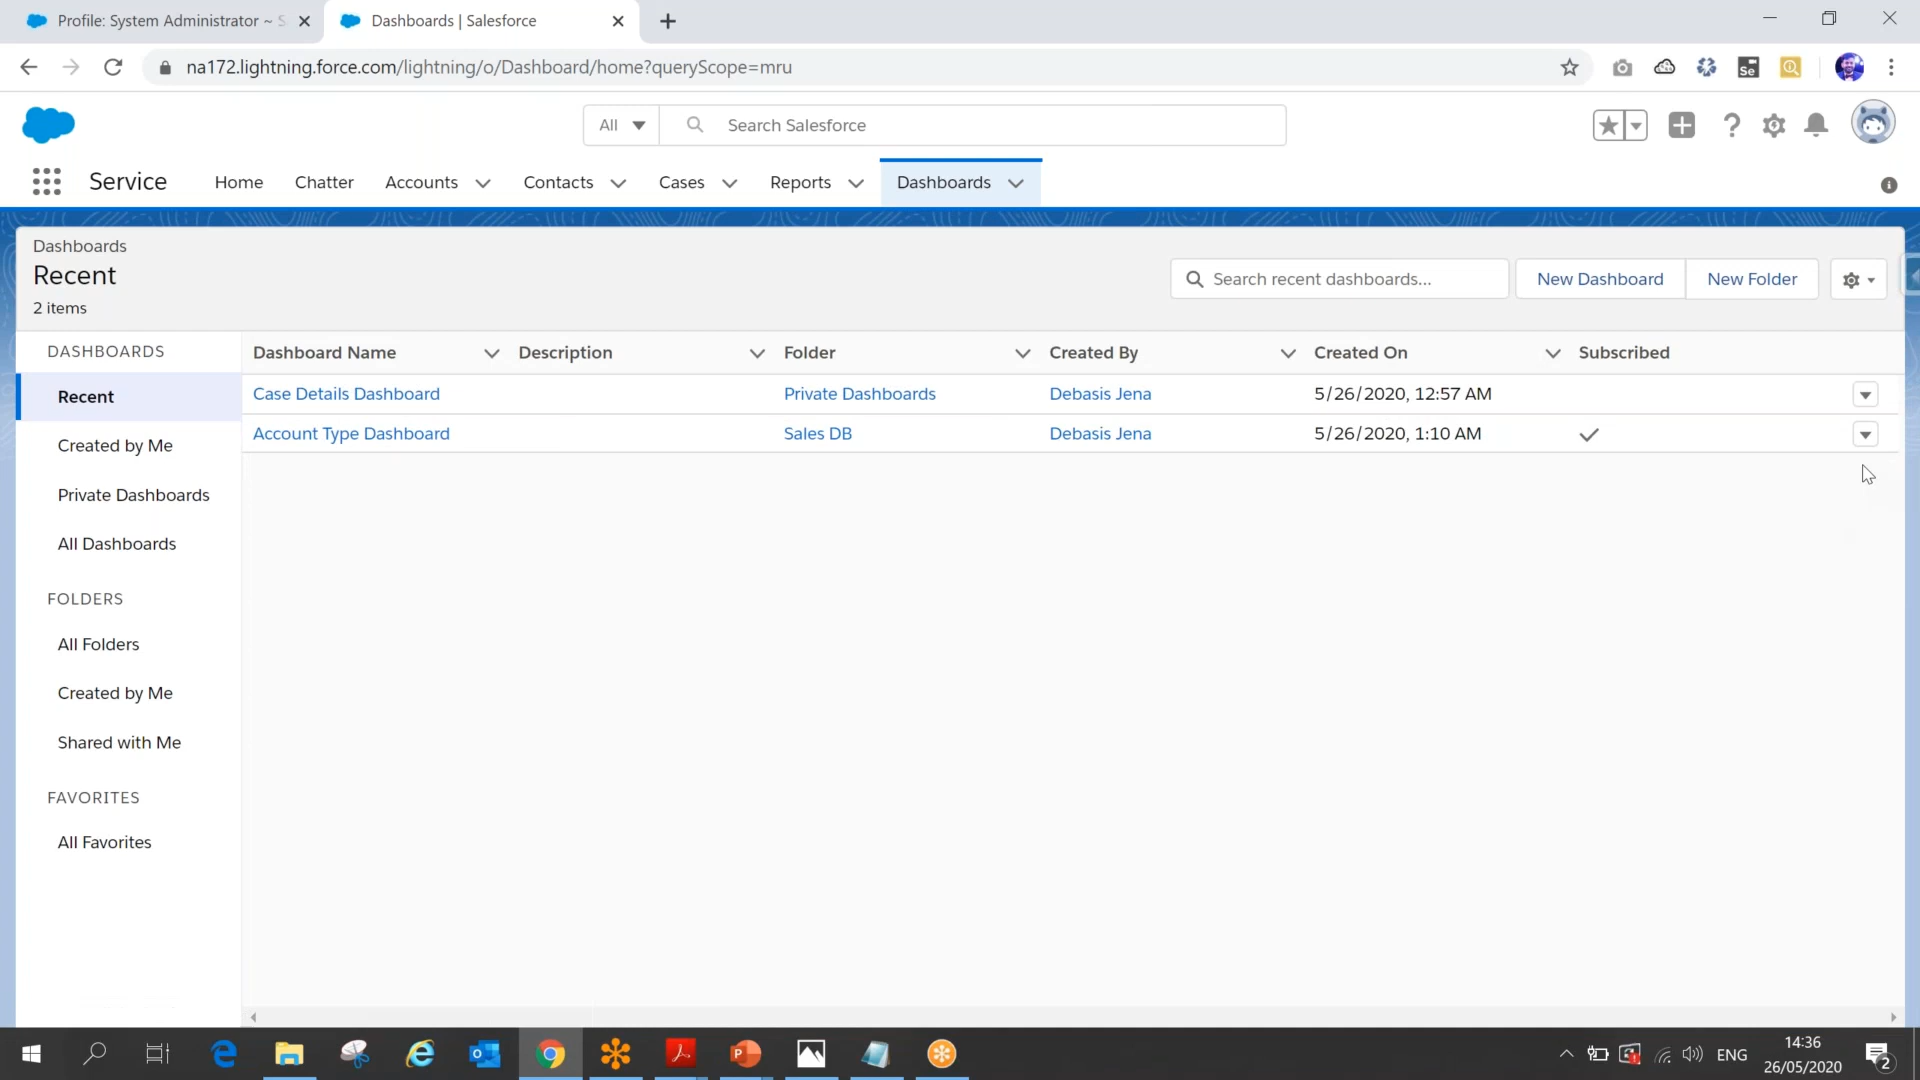 Profile: System Administrator ~ S
Dashboards | Salesforce
na172.lightning.force.com/lightning/o/Dashboard/home?queryScope=mru
Se
All
Search Salesforce
Service
Home
Chatter
Accounts
Contacts
Cases
Reports
Dashboards
Dashboards
Recent
2 items
Search recent dashboards...
New Dashboard
New Folder
DASHBOARDS
Recent
Created by Me
Private Dashboards
All Dashboards
FOLDERS
All Folders
Created by Me
Shared with Me
FAVORITES
All Favorites
Dashboard Name Description Folder Created By Created On Subscribed
Case Details Dashboard Private Dashboards Debasis Jena 5/26/2020, 12:57 AM
Account Type Dashboard Sales DB Debasis Jena 5/26/2020, 1:10 AM
ENG
14:36
26/05/2020
2